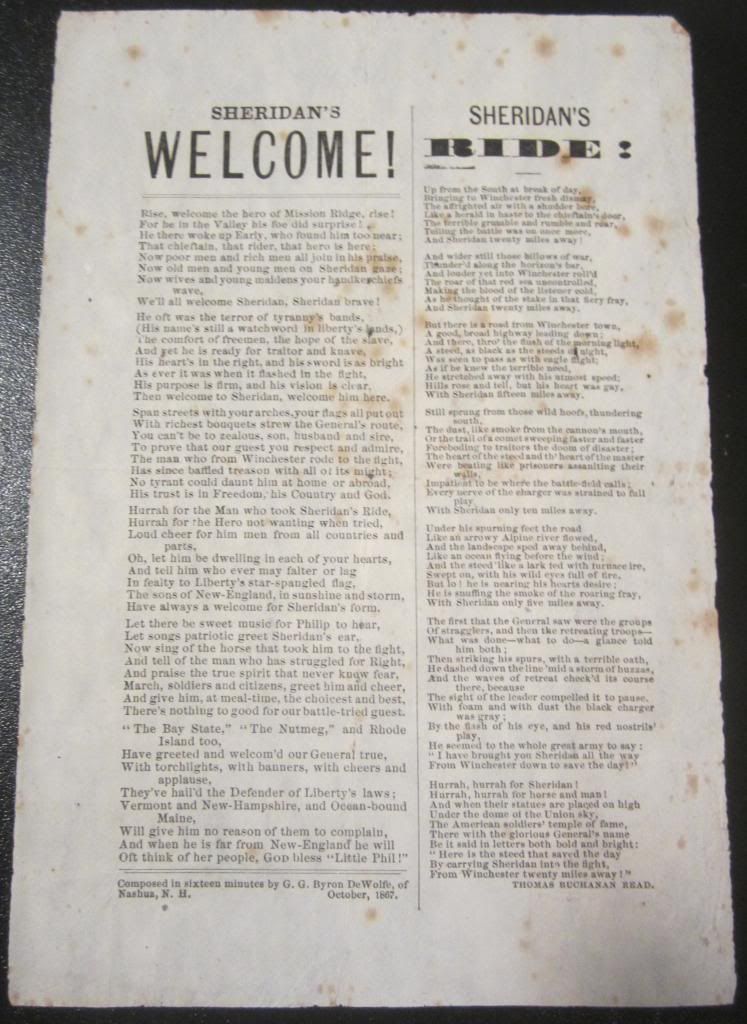 SHERIDAN'S
WELCOME!
Rise, welcome the hero of Mission Ridge, rise!
For he in the Valley his foe did surprise!
He there woke up Early, who found him too near;
That chieftain, that rider, that hero is here;
Now poor men and rich men all join in his praise,
Now old men and young men on Sheridan gaze;
Now wives and young maidens your handkerchiefs
wave,
We'll all welcome Sheridan, Sheridan brave!
He oft was the terror of tyranny's bands,
(His name's still a watchword in liberty's lands,)
The comfort of freemen, the hope of the slave,
And yet he is ready for traitor and knave,
His heart's in the right, and his sword is as bright
As ever it was when it flashed in the fight,
His purpose is firm, and his vision is clear,
Then welcome to Sheridan, welcome him here.
Span streets with your arches, your flags all put out
With richest bouquets strew the General's route,
You can't be to zealous, son, husband and sire,
To prove that our guest you respect and admire,
The man who from Winchester rode to the fight,
Has since baffled treason with all of its might;
No tyrant could daunt him at home or abroad,
His trust is in Freedom, his Country and God.
Hurrah for the Man who took Sheridan's Ride,
Hurrah for the Hero not wanting when tried,
Loud cheer for him men from all countries and
parts,
Oh, let him be dwelling in each of your hearts,
And tell him who ever may falter or lag
In fealty to Liberty's star-spangled flag,
The sons of New-England, in sunshine and storm,
Have always a welcome for Sheridan's form.
Let there be sweet music for Philip to hear,
Let songs patriotic greet Sheridan's ear,
Now sing of the horse that took him to the fight,
And tell of the man who has struggled for Right,
And praise the true spirit that never knqw fear,
March, soldiers and citizens, greet him and cheer,
And give him, at meal-time, the choicest and best,
There's nothing to good for our battle-tried guest.
"The Bay State," "The Nutmeg," and Rhode
Island too,
Have greeted and welcom'd our General true,
With torchlights, with banners, with cheers and
applause,
They've hail'd the Defender of Liberty's laws;
Vermont and New-Hampshire, and Ocean-bound
Maine,
Will give him no reason of them to complain,
And when he is far from New-England he will
Oft think of her people, GOD bless "Little Phil!"
Composed in sixteen minutes by G. G. Byron DeWolfe, of
Nashua, N. H. October, 1867.
SHERIDAN'S
RIDE:
Up from the South at break of day,
Bringing to Winchester fresh dismay,
The affrighted air with a shudder bore,
Like a herald in haste to the chieftain's door,
The terrible grumble and rumble and roar,
Telling the battle was on once more,
And Sheridan twenty miles away!
And wider still those billows of war,
Thunder'd along the horizon's bar,
And louder yet into Winchester roll'd
The roar of that red sea uncontrolled,
Making the blood of the listener cold,
As he thought of the stake in that fiery fray,
And Sheridan twenty miles away.
But there is a road from Winchester town,
A good, broad highway leading down;
And there, thro' the flush of the morning light,
A steed, as black as the steeds of night,
Was seen to pass as with eagle flight;
As if he knew the terrible need,
He stretched away with his utmost speed;
Hills rose and fell, but his heart was gay,
With Sheridan fifteen miles away.
Still sprang from those wild hoofs, thundering
south,
The dust, like smoke from the cannon's mouth,
Or the trail of a comet sweeping faster and faster
Foreboding to traitors the doom of disaster;
The heart of the steed and th' heart of the master
Were beating like prisoners assaulting their
walls,
Impatient to be where the battle-field calls;
Every nerve of the charger was strained to full
play,
With Sheridan only ten miles away.
Under his spurning feet the road
Like an arrowy Alpine river flowed,
And the landscape sped away behind,
Like an ocean flying before the wind;
And the steed like a lark fed with furnace ire,
Swept on, with his wild eyes full of fire,
But lo! he is nearing his hearts desire;
He is snuffing the smoke of the roaring fray,
With Sheridan only five miles away.
The first that the General saw were the groups
Of stragglers, and then the retreating troops—
What was done—what to do—a glance told
him both;
Then striking his spurs, with a terrible oath,
He dashed down the line 'mid a storm of huzzas,
And the waves of retreat check'd its course
there, because
The sight of the leader compelled it to pause.
With foam and with dust the black charger
was gray;
By the flash of his eye, and his red nostrils'
play,
He seemed to the whole great army to say:
"I have brought you Sheridan all the way
From Winchester down to save the day!"
Hurrah, hurrah for Sheridan!
Hurrah, hurrah for horse and man!
And when their statues are placed on high
Under the dome of the Union sky,
The American soldiers' temple of fame,
There with the glorious General's name
Be it said in letters both bold and bright:
"Here is the steed that saved the day
By carrying Sheridan into the fight,
From Winchester twenty miles away!"
THOMAS BUCHANAN READ.